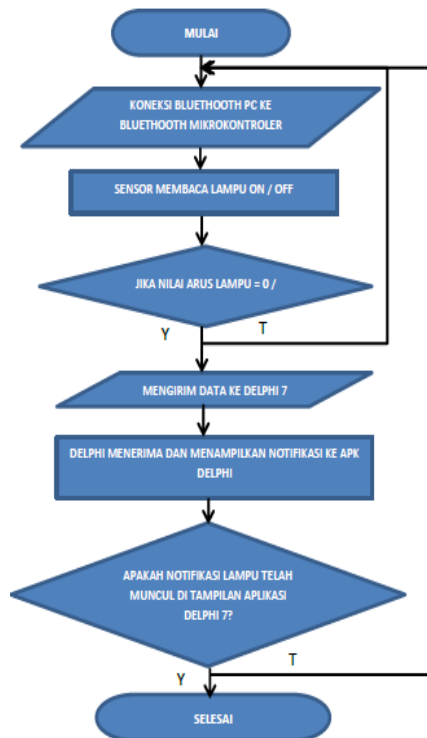 MULAI
KONEKSI BLUETHOOTH PC KE
BLUETHOOTH MIKROKONTROLER
SENSOR MEMBACA LAMPU ON / OFF
JIKA NILAI ARUS LAMPU = 0 /
Y
T
MENGIRIM DATA KE DELPHI 7
DELPHI MENERIMA DAN MENAMPILKAN NOTIFIKASI KE APK
DELPHI
APAKAH NOTIFIKASI LAMPU TELAH
MUNCUL DI TAMPILAN APLIKASI
DELPHI 7?
Y
T
SELESAI